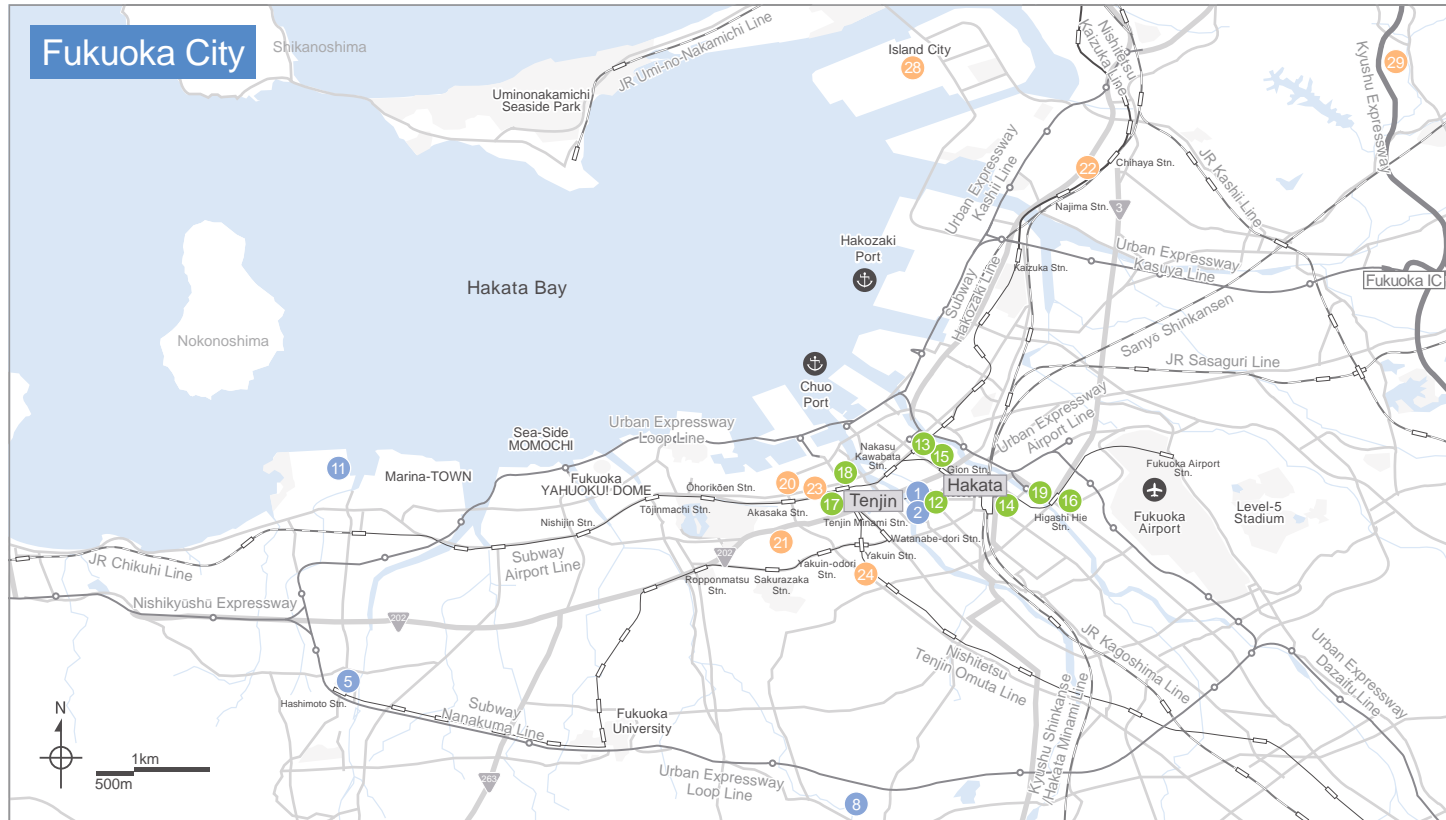 Fukuoka City
Shikanoshima
JR Umi-no-Nakamichi Line
Uminonakamichi
Seaside Park
Island City
28
Nishitetsu
Kaizuka Line
Kyushu Expressway
29
Urban Expressway
Kashii Line
22
Chihaya Stn.
JR Kashii Line
Najima Stn.
3
Hakozaki
Port
Subway
Hakozaki Line
Kaizuka Stn.
Urban Expressway
Kasuya Line
Fukuoka IC
Hakata Bay
Nokonoshima
Sanyō Shinkansen
JR Sasaguri Line
Chuo
Port
Urban Expressway
Airport Line
Urban Expressway
Loop Line
Sea-Side
MOMOCHI
11
Marina-TOWN
Fukuoka
YAHUOKU! DOME
Nakasu
Kawabata
Stn.
13
15
Gion Stn.
Fukuoka Airport
Stn.
18
Ōhorikōen Stn.
20
23
Hakata
Tenjin
1
2
12
14
19
16
17
Tōjinmachi Stn.
Akasaka Stn.
Tenjin Minami Stn.
Higashi Hie
Stn.
Fukuoka
Airport
Level-5
Stadium
Nishijin Stn.
21
Watanabe-dori Stn.
Yakuin Stn.
Yakuin-odori
Stn.
202
24
JR Chikuhi Line
Subway
Airport Line
Ropponmatsu
Stn.
Sakurazaka
Stn.
Nishikyūshū Expressway
202
JR Kagoshima Line
Urban Expressway
Dazaifu Line
Nishitetsu
Tenjin Omuta Line
5
Hashimoto Stn.
Subway
Nanakuma Line
Fukuoka
University
Kyushu Shinkanse
/Hakata Minami Line
N
1km
500m
263
Urban Expressway
Loop Line
8